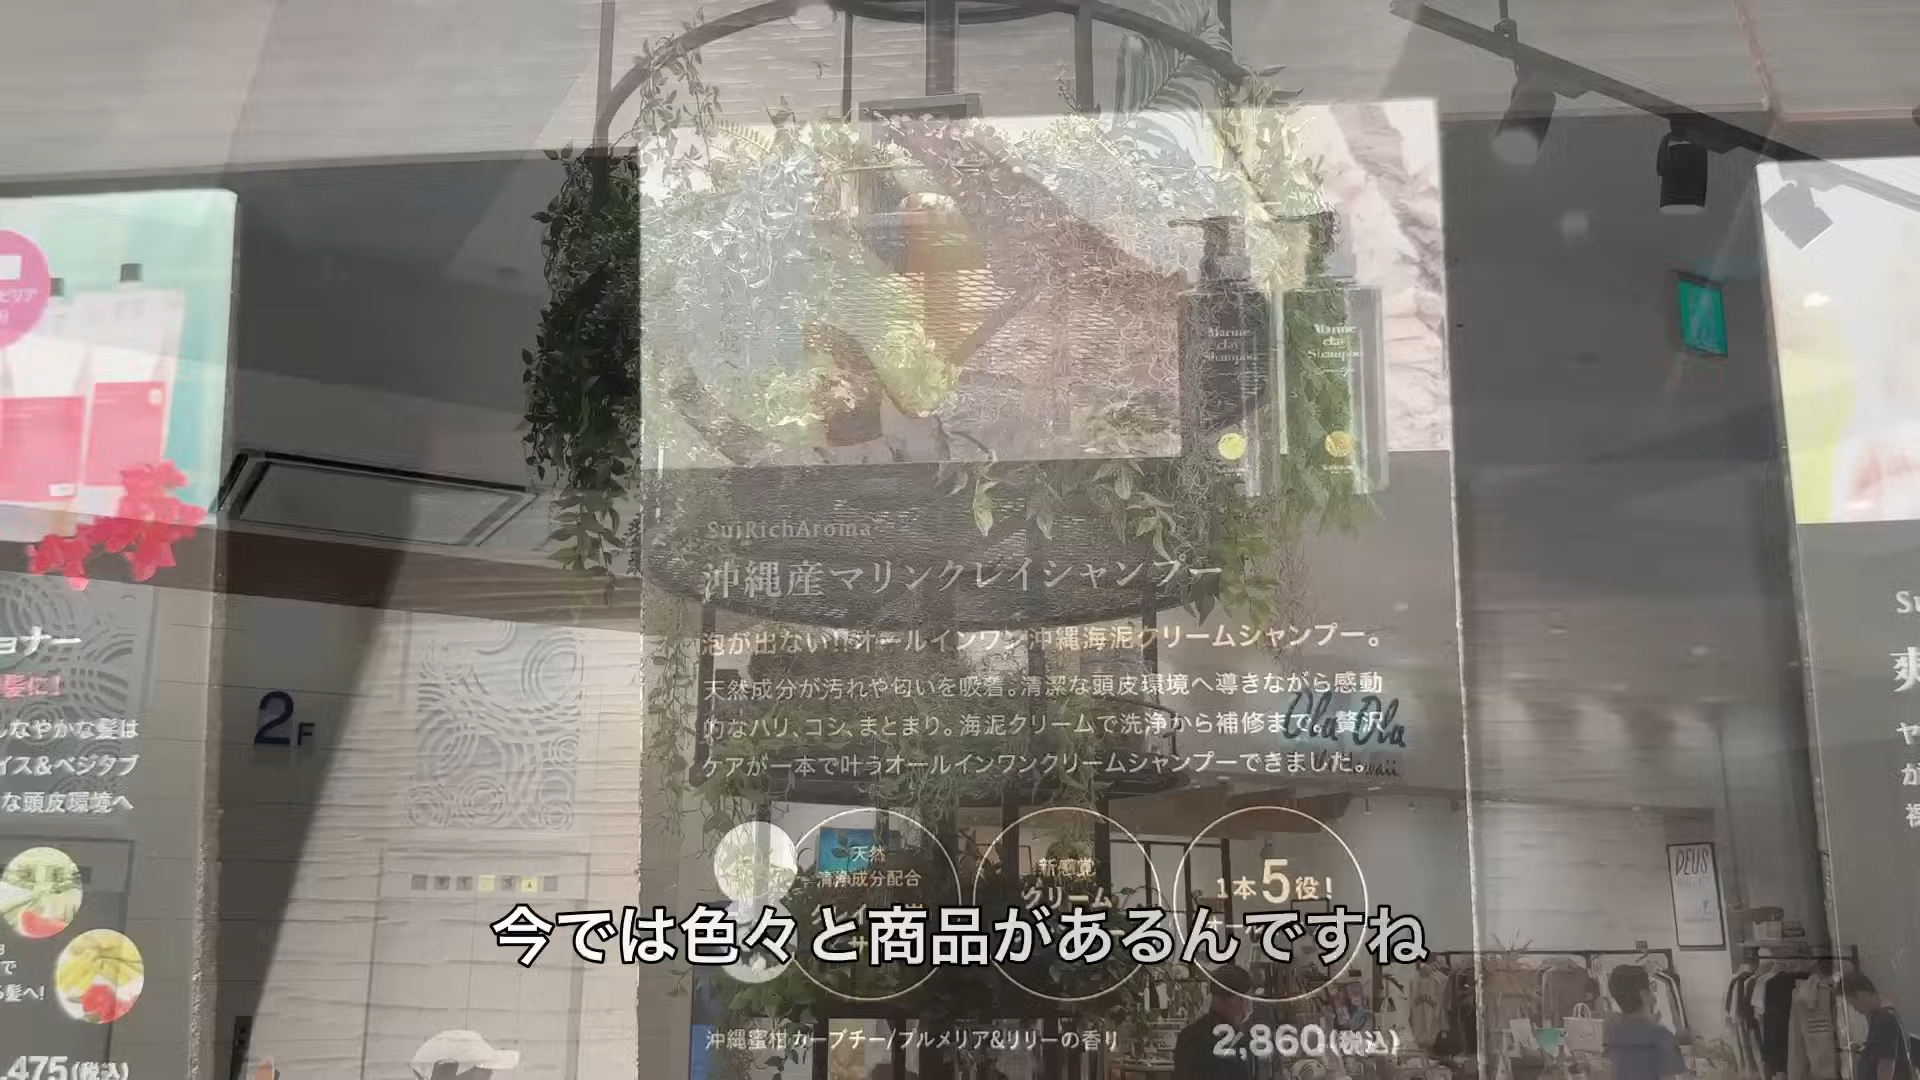 Marine
clay
Shampoo
Marine
clay
Shampoo
SuiRichAroma
沖縄産マリンクレイシャンプー
泡が出ない!!オールインワン沖縄海泥クリームシャンプー。
天然成分が汚れや匂いを吸着。清潔な頭皮環境へ導きながら感動
的なハリ、コシ、まとまり。海泥クリームで洗浄から補修まで。贅沢
ケアが一本で叶うオールインワンクリームシャンプーできました。
天然
清浄成分配合
新感覚
クリーム
1本5役!
沖縄蜜柑カーブチー/プルメリア&リリーの香り
2,860(税込)
ョナー
髪に!
しなやかな髪は
イス&ベジタブ
な頭皮環境へ
で
髪へ!
.475(税込)
2F
Ola Ola
DEUS
今では色々と商品があるんですね